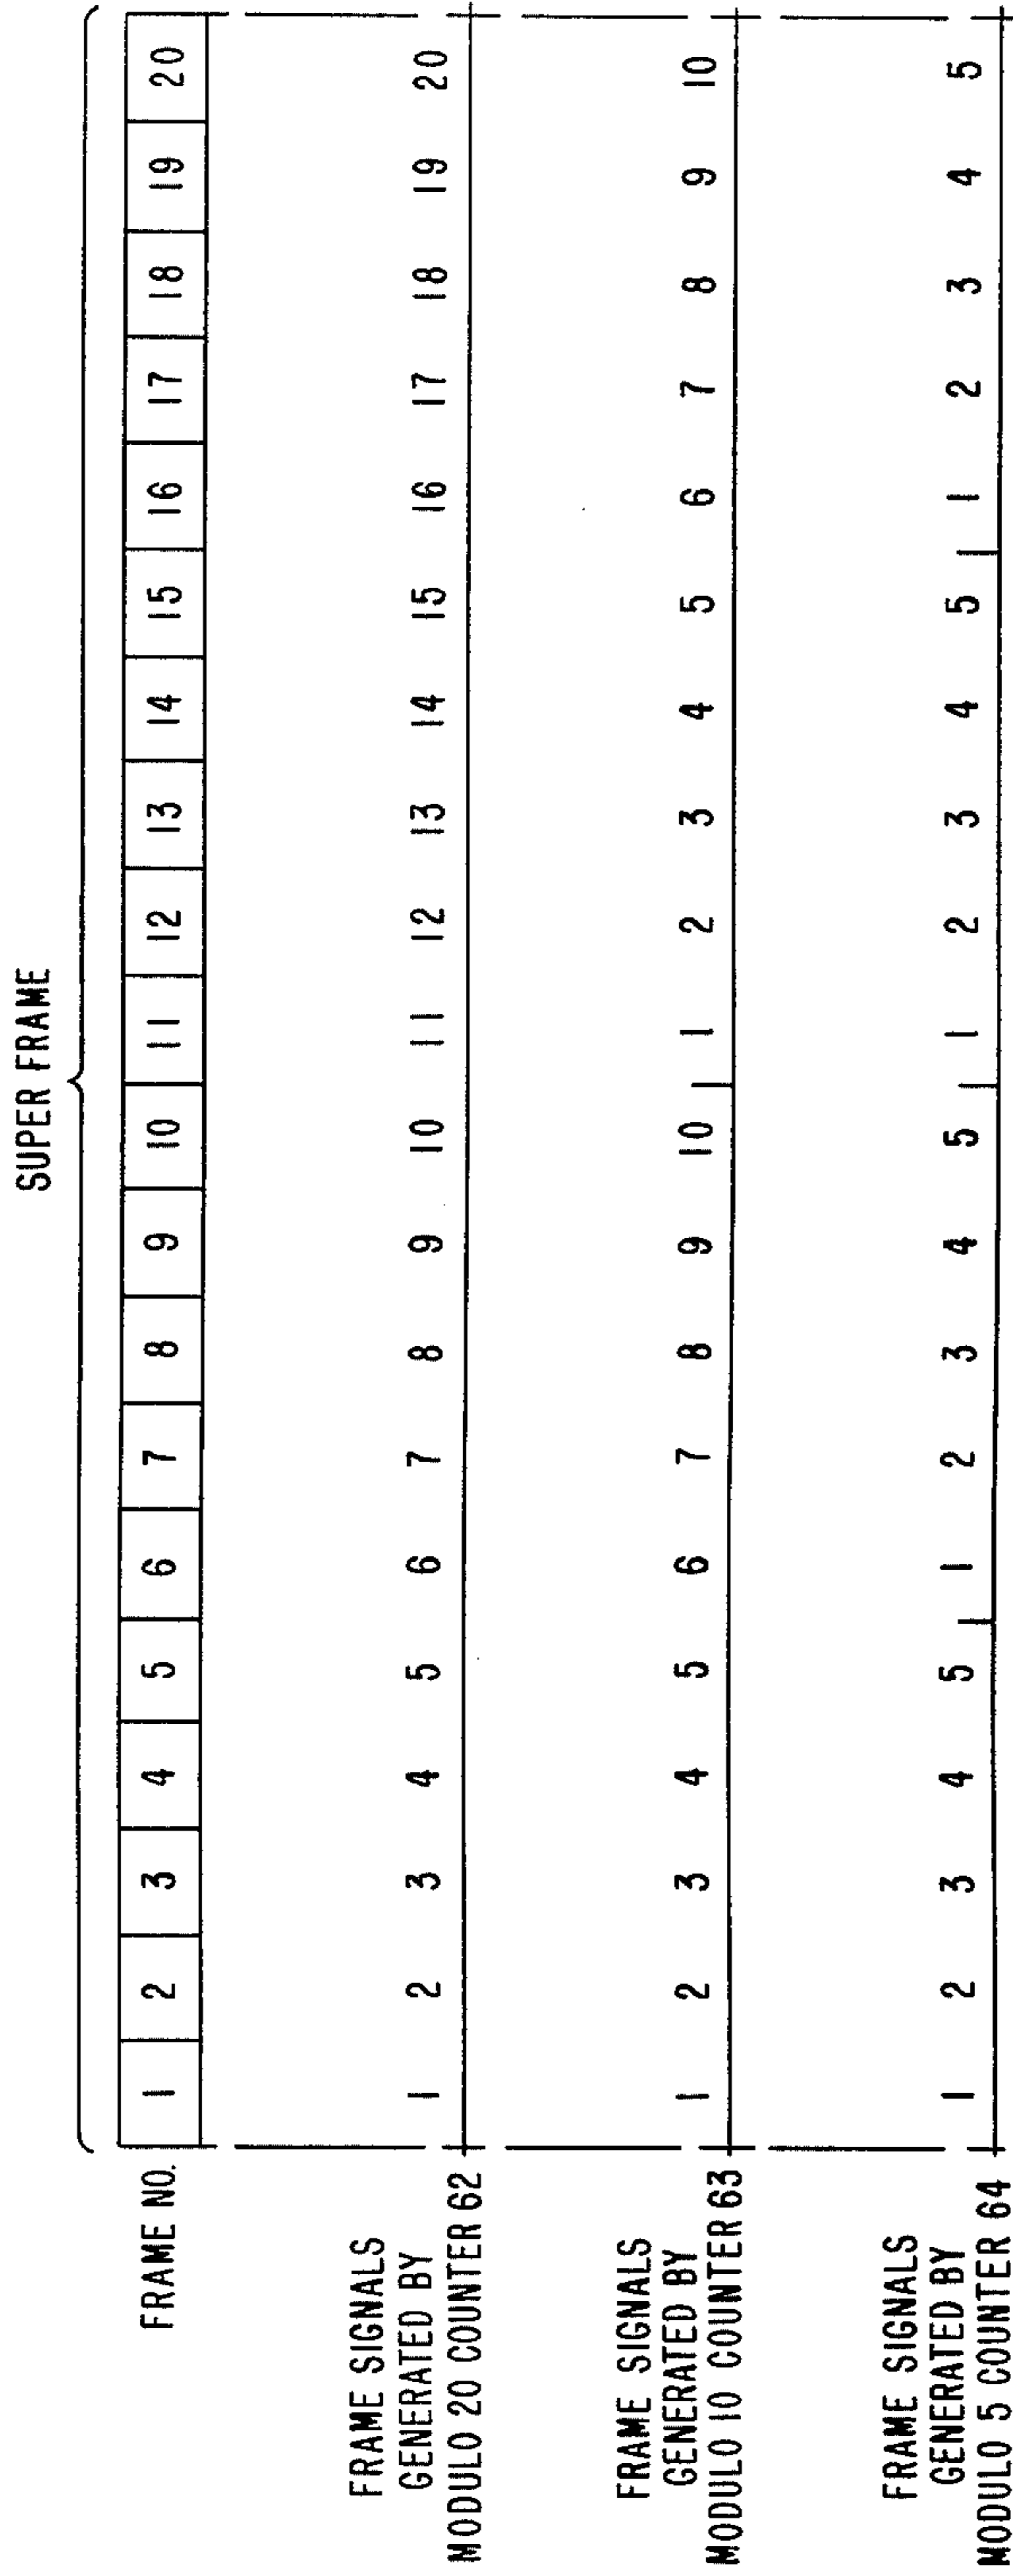 SUPER FRAME
FRAME NO. 1 2 3 4 5 6 7 8 9 10 11 12 13 14 15 16 17 18 19 20
FRAME SIGNALS
GENERATED BY
MODULO 20 COUNTER 62
1 2 3 4 5 6 7 8 9 10 11 12 13 14 15 16 17 18 19 20
FRAME SIGNALS
GENERATED BY
MODULO 10 COUNTER 63
1 2 3 4 5 6 7 8 9 10 1 2 3 4 5 6 7 8 9 10
FRAME SIGNALS
GENERATED BY
MODULO 5 COUNTER 64
1 2 3 4 5 1 2 3 4 5 1 2 3 4 5 1 2 3 4 5